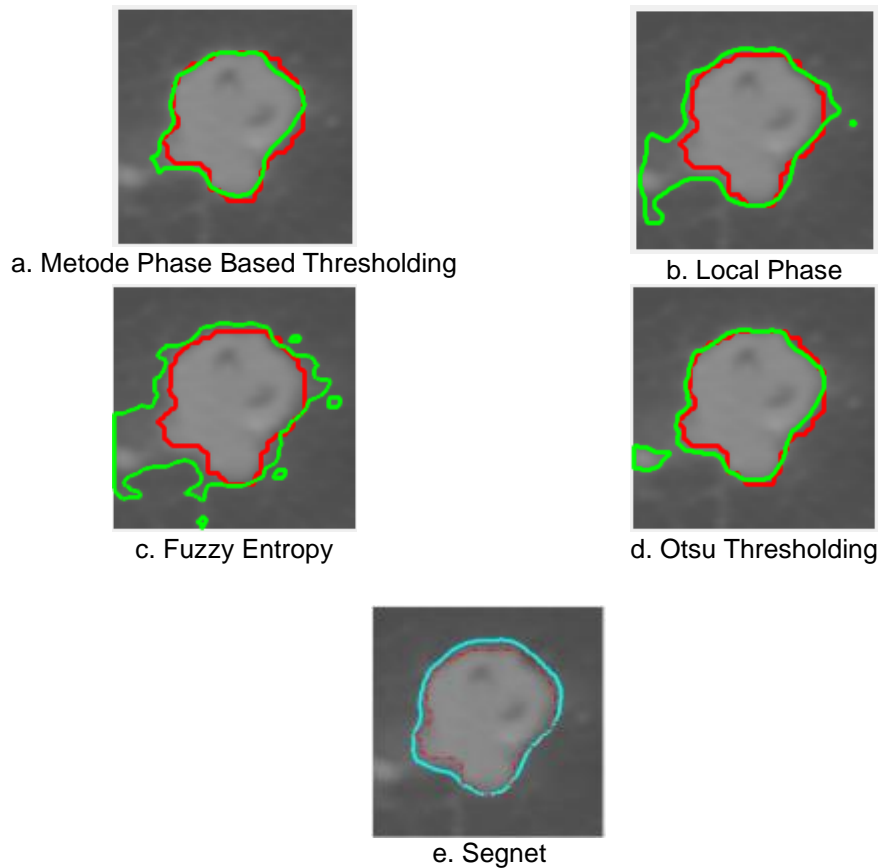 a. Metode Phase Based Thresholding
b. Local Phase
c. Fuzzy Entropy
d. Otsu Thresholding
e. Segnet